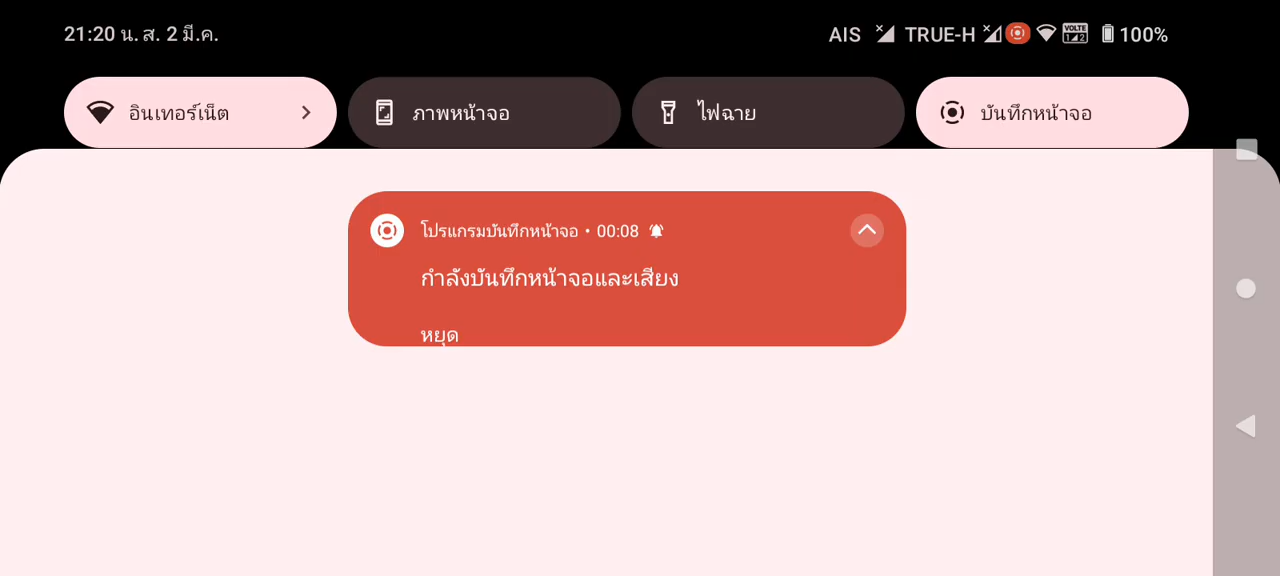 21:20 น. ส. 2 มี.ค.
AIS TRUE-H VOLTE 1 2 100%
อินเทอร์เน็ต ภาพหน้าจอ ไฟฉาย บันทึกหน้าจอ
โปรแกรมบันทึกหน้าจอ • 00:08
กำลังบันทึกหน้าจอและเสียง
หยุด